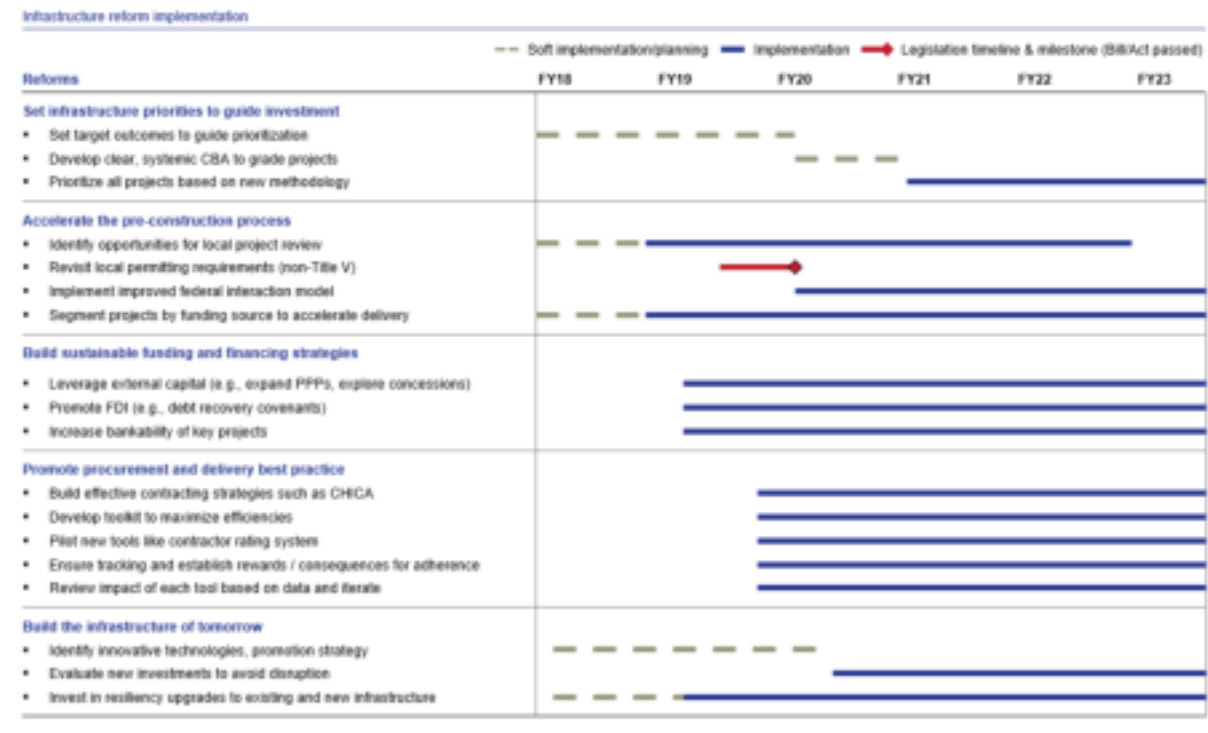 Infrastructure reform implementation
Soft implementation/planning Implementation Legislation timeline & milestone (Bill/Act passed)
Reforms FY18 FY19 FY20 FY21 FY22 FY23
Set infrastructure priorities to guide investment
▪ Set target outcomes to guide prioritization
▪ Develop clear, systemic CBA to grade projects
▪ Prioritize all projects based on new methodology
Accelerate the pre-construction process
▪ Identify opportunities for local project review
▪ Revisit local permitting requirements (non-Title V)
▪ Implement improved federal interaction model
▪ Segment projects by funding source to accelerate delivery
Build sustainable funding and financing strategies
▪ Leverage external capital (e.g., expand PPPs, explore concessions)
▪ Promote FDI (e.g., debt recovery covenants)
▪ Increase bankability of key projects
Promote procurement and delivery best practice
▪ Build effective contracting strategies such as CHICA
▪ Develop toolkit to maximize efficiencies
▪ Pilot new tools like contractor rating system
▪ Ensure tracking and establish rewards / consequences for adherence
▪ Review impact of each tool based on data and iterate
Build the infrastructure of tomorrow
▪ Identify innovative technologies, promotion strategy
▪ Evaluate new investments to avoid disruption
▪ Invest in resiliency upgrades to existing and new infrastructure